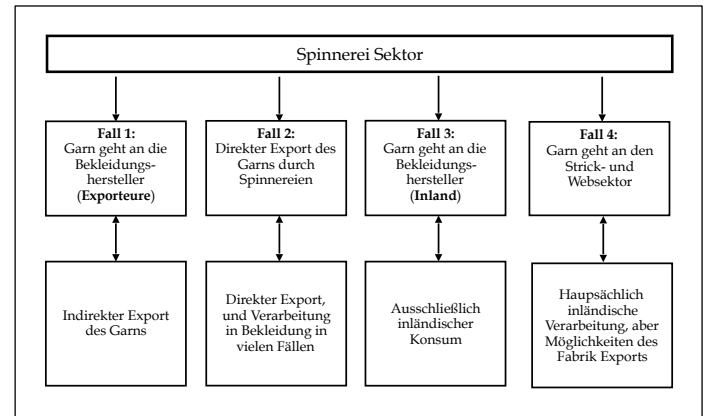 Spinnerei Sektor
Fall 1:
Garn geht an die
Bekleidungs-
hersteller
(Exporteure)
Fall 2:
Direkter Export des
Garns durch
Spinnereien
Fall 3:
Garn geht an die
Bekleidungs-
hersteller
(Inland)
Fall 4:
Garn geht an den
Strick- und
Websektor
Indirekter Export
des Garns
Direkter Export,
und Verarbeitung
in Bekleidung in
vielen Fällen
Ausschließlich
inländischer
Konsum
Haupsächlich
inländische
Verarbeitung, aber
Möglichkeiten des
Fabrik Exports